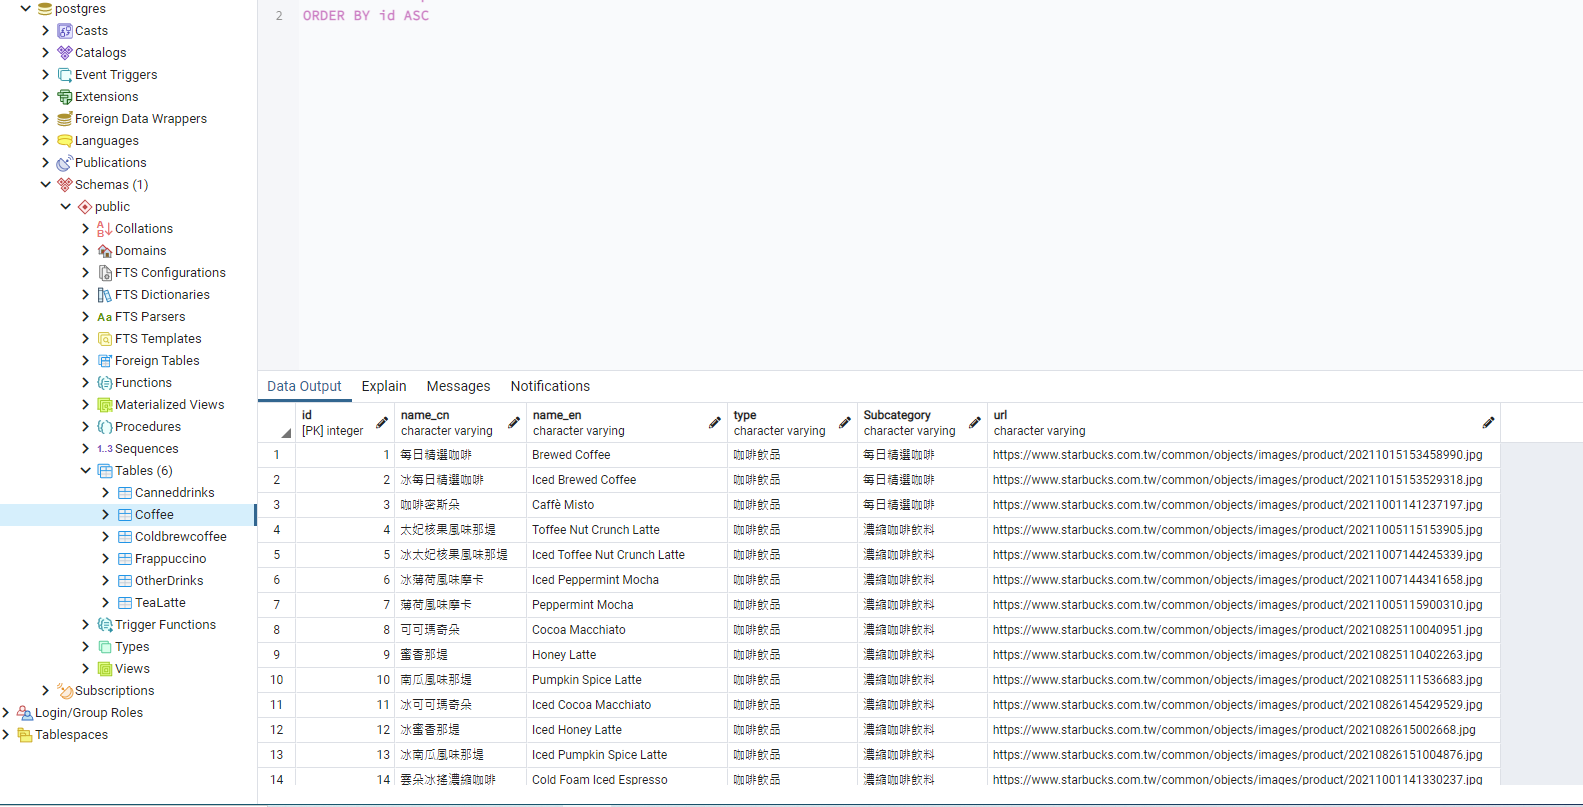 postgres
Casts
Catalogs
Event Triggers
Extensions
Foreign Data Wrappers
Languages
Publications
Schemas (1)
public
Collations
Domains
FTS Configurations
FTS Dictionaries
Aa FTS Parsers
FTS Templates
Foreign Tables
Functions
Materialized Views
Procedures
1..3 Sequences
Tables (6)
Canneddrinks
Coffee
Coldbrewcoffee
Frappuccino
OtherDrinks
TeaLatte
Trigger Functions
Types
Views
Subscriptions
Login/Group Roles
Tablespaces
2 ORDER BY id ASC
Data Output Explain Messages Notifications
id name_cn name_en type Subcategory url
[PK] integer character varying character varying character varying character varying character varying
1 1 每日精選咖啡 Brewed Coffee 咖啡飲品 每日精選咖啡 https://www.starbucks.com.tw/common/objects/images/product/20211015153458990.jpg
2 2 冰每日精選咖啡 Iced Brewed Coffee 咖啡飲品 每日精選咖啡 https://www.starbucks.com.tw/common/objects/images/product/20211015153529318.jpg
3 3 咖啡密斯朵 Caffè Misto 咖啡飲品 每日精選咖啡 https://www.starbucks.com.tw/common/objects/images/product/20211001141237197.jpg
4 4 太妃核果風味那堤 Toffee Nut Crunch Latte 咖啡飲品 濃縮咖啡飲料 https://www.starbucks.com.tw/common/objects/images/product/20211005115153905.jpg
5 5 冰太妃核果風味那堤 Iced Toffee Nut Crunch Latte 咖啡飲品 濃縮咖啡飲料 https://www.starbucks.com.tw/common/objects/images/product/20211007144245339.jpg
6 6 冰薄荷風味摩卡 Iced Peppermint Mocha 咖啡飲品 濃縮咖啡飲料 https://www.starbucks.com.tw/common/objects/images/product/20211007144341658.jpg
7 7 薄荷風味摩卡 Peppermint Mocha 咖啡飲品 濃縮咖啡飲料 https://www.starbucks.com.tw/common/objects/images/product/20211005115900310.jpg
8 8 可可瑪奇朵 Cocoa Macchiato 咖啡飲品 濃縮咖啡飲料 https://www.starbucks.com.tw/common/objects/images/product/20210825110040951.jpg
9 9 蜜香那堤 Honey Latte 咖啡飲品 濃縮咖啡飲料 https://www.starbucks.com.tw/common/objects/images/product/20210825110402263.jpg
10 10 南瓜風味那堤 Pumpkin Spice Latte 咖啡飲品 濃縮咖啡飲料 https://www.starbucks.com.tw/common/objects/images/product/20210825111536683.jpg
11 11 冰可可瑪奇朵 Iced Cocoa Macchiato 咖啡飲品 濃縮咖啡飲料 https://www.starbucks.com.tw/common/objects/images/product/20210826145429529.jpg
12 12 冰蜜香那堤 Iced Honey Latte 咖啡飲品 濃縮咖啡飲料 https://www.starbucks.com.tw/common/objects/images/product/2021082615002668.jpg
13 13 冰南瓜風味那堤 Iced Pumpkin Spice Latte 咖啡飲品 濃縮咖啡飲料 https://www.starbucks.com.tw/common/objects/images/product/20210826151004876.jpg
14 14 雲朵冰搖濃縮咖啡 Cold Foam Iced Espresso 咖啡飲品 濃縮咖啡飲料 https://www.starbucks.com.tw/common/objects/images/product/20211001141330237.jpg